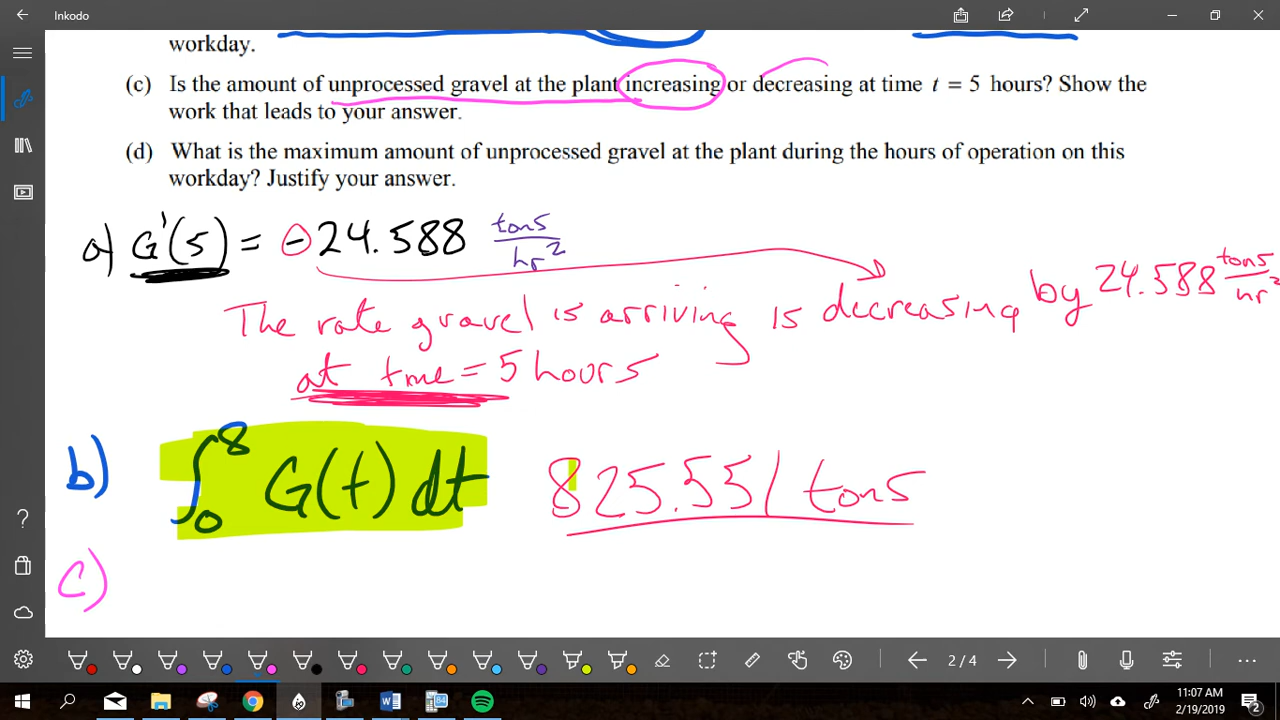 Inkodo
workday.
(c) Is the amount of unprocessed gravel at the plant increasing or decreasing at time t = 5 hours? Show the
work that leads to your answer.
(d) What is the maximum amount of unprocessed gravel at the plant during the hours of operation on this
workday? Justify your answer.
a) G'(5) = -24.588 tons/hr²
The rate gravel is arriving is decreasing by 24.588 tons/hr²
at time = 5 hours
b) ∫₀⁸ G(t) dt 825.551 tons
c)
2 / 4
11:07 AM
2/19/2019
2